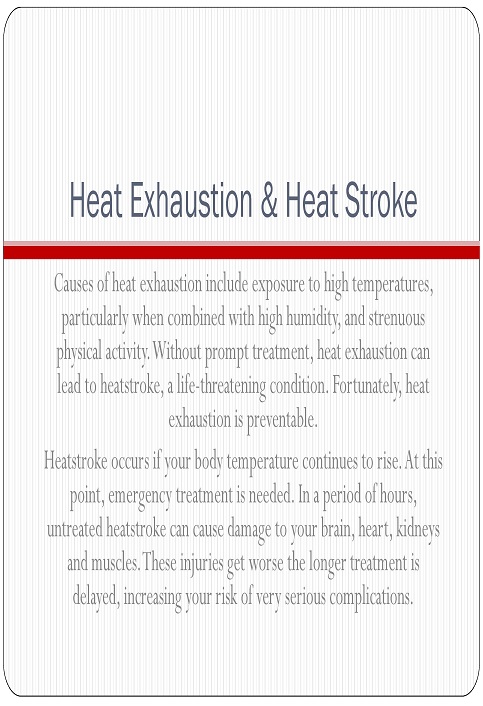 Heat Exhaustion & Heat Stroke
Causes of heat exhaustion include exposure to high temperatures,
particularly when combined with high humidity, and strenuous
physical activity. Without prompt treatment, heat exhaustion can
lead to heatstroke, a life-threatening condition. Fortunately, heat
exhaustion is preventable.
Heatstroke occurs if your body temperature continues to rise. At this
point, emergency treatment is needed. In a period of hours,
untreated heatstroke can cause damage to your brain, heart, kidneys
and muscles. These injuries get worse the longer treatment is
delayed, increasing your risk of very serious complications.